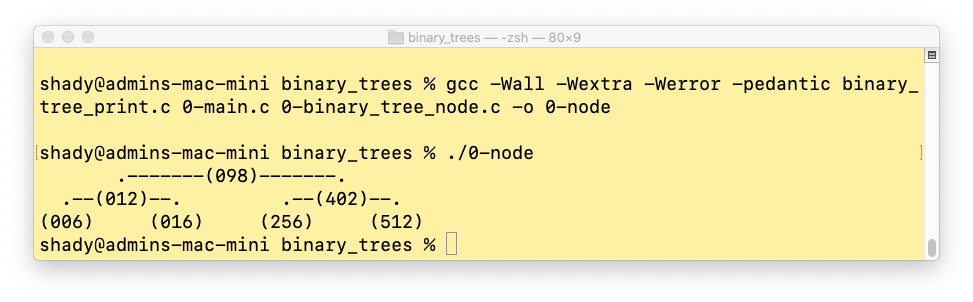 binary_trees — -zsh — 80×9
shady@admins-mac-mini binary_trees % gcc -Wall -Wextra -Werror -pedantic binary_
tree_print.c 0-main.c 0-binary_tree_node.c -o 0-node
[shady@admins-mac-mini binary_trees % ./0-node ]
       .-------(098)-------.
  .--(012)--.         .--(402)--.
(006)     (016)     (256)     (512)
shady@admins-mac-mini binary_trees %